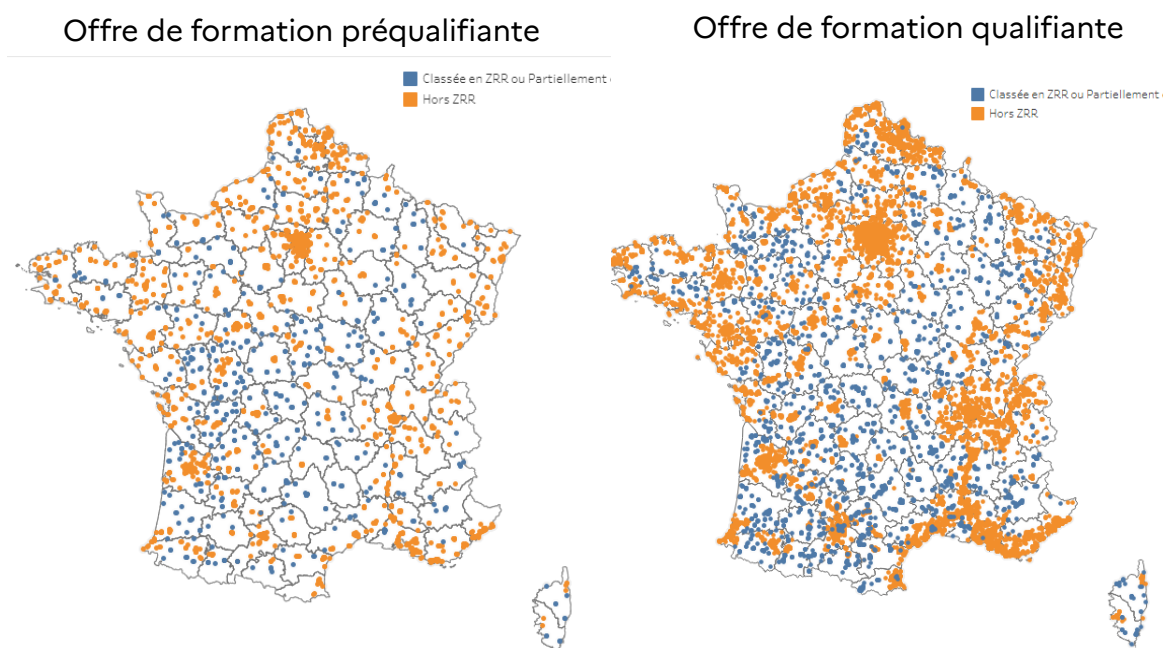 Offre de formation préqualifiante
Classée en ZRR ou Partiellement
Hors ZRR
Offre de formation qualifiante
Classée en ZRR ou Partiellement
Hors ZRR